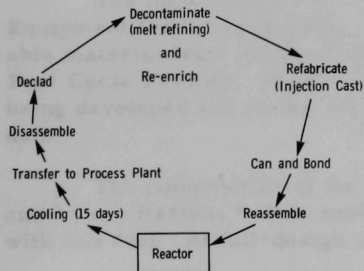 Decontaminate
(melt refining)
and
Re-enrich
Refabricate
(Injection Cast)
Can and Bond
Reassemble
Reactor
Cooling (15 days)
Transfer to Process Plant
Disassemble
Declad